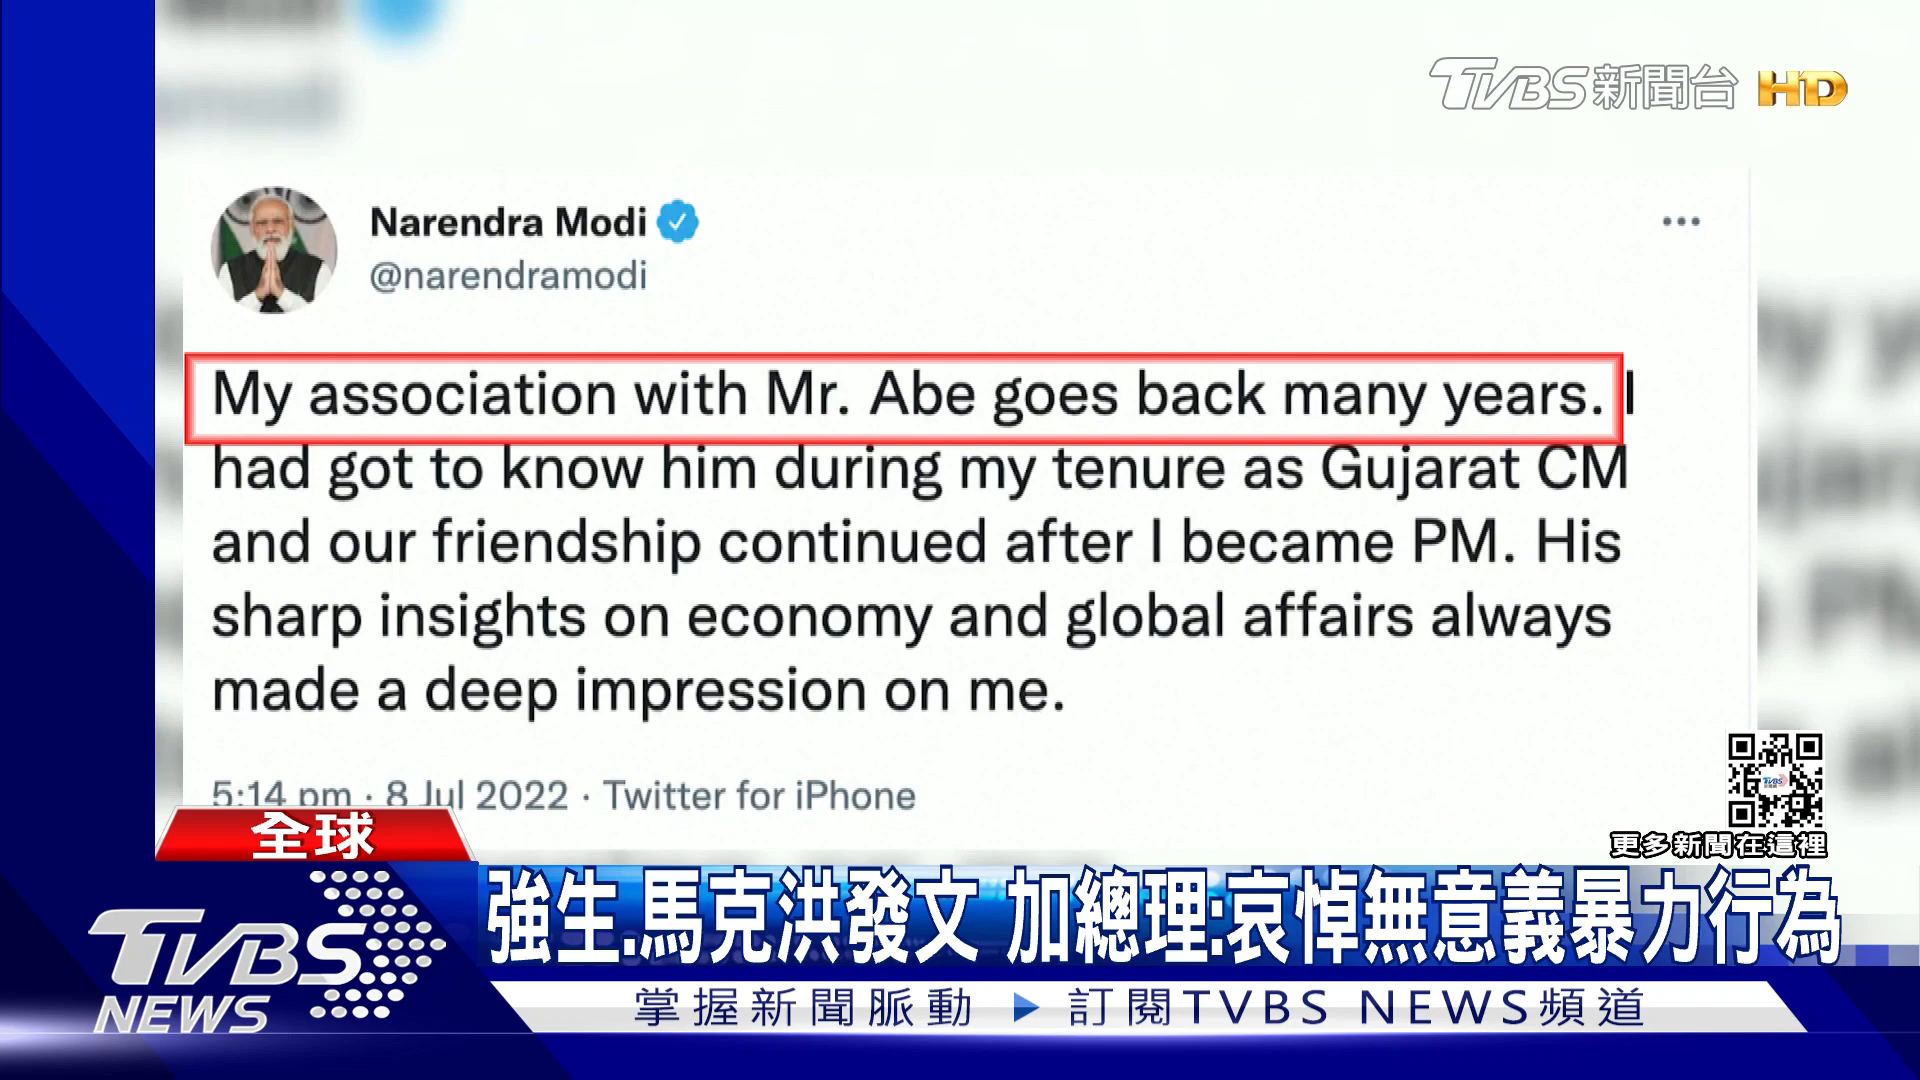 TVBS新聞台 HD
Narendra Modi
@narendramodi
My association with Mr. Abe goes back many years. I
had got to know him during my tenure as Gujarat CM
and our friendship continued after I became PM. His
sharp insights on economy and global affairs always
made a deep impression on me.
5:14 pm · 8 Jul 2022 · Twitter for iPhone
更多新聞在這裡
全球
強生.馬克洪發文 加總理:哀悼無意義暴力行為
TVBS
NEWS
掌握新聞脈動 ▶ 訂閱TVBS NEWS頻道